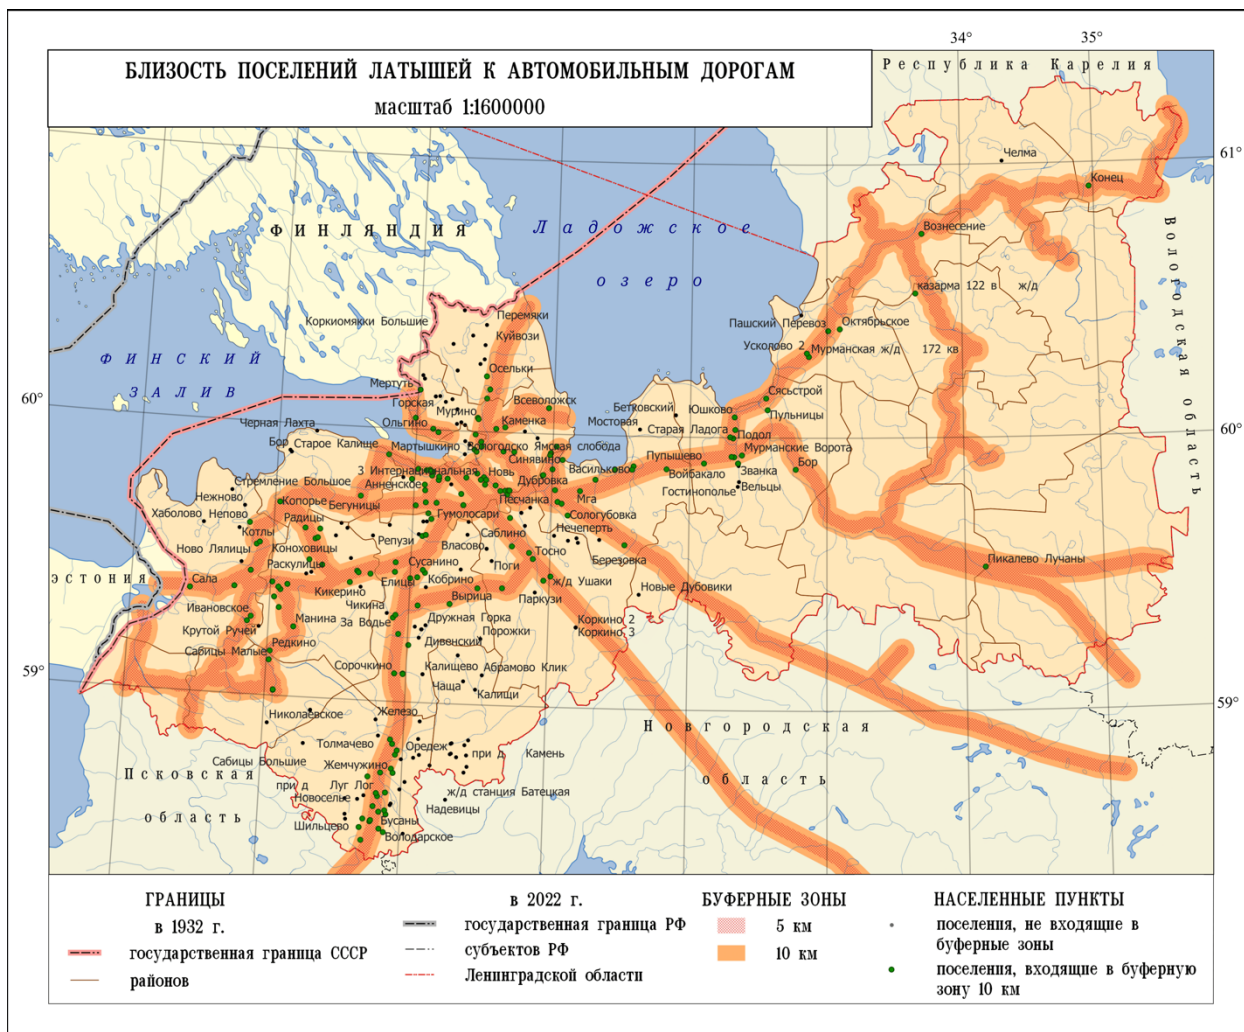 34°
35°
БЛИЗОСТЬ ПОСЕЛЕНИЙ ЛАТЫШЕЙ К АВТОМОБИЛЬНЫМ ДОРОГАМ
масштаб 1:1600000
Республика Карелия
61°
Челма
Конец
Вологодская область
Вознесение
ФИНЛЯНДИЯ
Ладожское
озеро
казарма 122 в ж/д
Перемяки
Коркиомякки Большие
Куйвози
Пашский Перевоз
Октябрьское
Усколово 2
Мурманская ж/д 172 кв
ФИНСКИЙ
ЗАЛИВ
Осельки
Мертуть
60°
60°
Горская
Мурино
Всеволожск
Сясьстрой
Бетковский
Юшково
Пульницы
Черная Лахта
Ольгино
Каменка
Мостовая
Старая Ладога
Подол
Бор
Старое Калище
Мартышкино
Вологодско Ямская слобода
Мурманские Ворота
Синявино
Пупышево
3 Интернациональная
Новь
Васильково
Войбакало
Званка
Бор
Стремление Большое
Анненское
Дубровка
Гостинополье
Вельцы
Нежново
Копорье
Бегуницы
Песчанка
Мга
Хаболово
Непово
Радицы
Гумолосари
Сологубовка
Котлы
Репузи
Саблино
Нечеперть
Ново Лялицы
Коноховицы
Власово
Тосно
Березовка
Раскулицы
Сусанино
Поги
Пикалево
Лучаны
ЭСТОНИЯ
Сала
Елицы
Кобрино
ж/д Ушаки
Кикерино
Новые Дубовики
Ивановское
Чикина
Вырица
Паркузи
Манина
За Водье
Дружная Горка
Коркино 2
Крутой Ручей
Порожки
Коркино 3
Редкино
Дивенский
59°
Сабицы Малые
Сорочкино
Калищево
Абрамово Клик
Чаща
Калищи
59°
Николаевское
Железо
Новгородская
Толмачево
Оредеж
при д Камень
Сабицы Большие
Жемчужино
Псковская
область
при д Луг
Лог
ж/д станция Батецкая
Новоселье
Надевицы
область
Шильцево
Бусаны
Володарское
ГРАНИЦЫ
в 1932 г.
государственная граница СССР
районов
в 2022 г.
государственная граница РФ
субъектов РФ
Ленинградской области
БУФЕРНЫЕ ЗОНЫ
5 км
10 км
НАСЕЛЕННЫЕ ПУНКТЫ
поселения, не входящие в
буферные зоны
поселения, входящие в буферную
зону 10 км